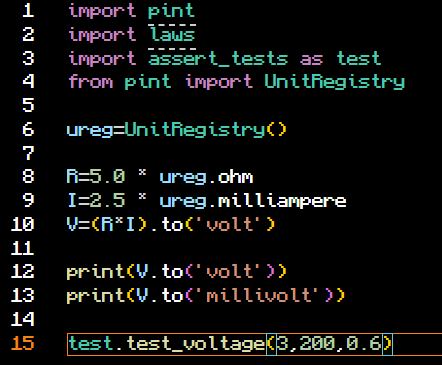 1 import pint
2 import laws
3 import assert_tests as test
4 from pint import UnitRegistry
5
6 ureg=UnitRegistry()
7
8 R=5.0 * ureg.ohm
9 I=2.5 * ureg.milliampere
10 V=(R*I).to('volt')
11
12 print(V.to('volt'))
13 print(V.to('millivolt'))
14
15 test.test_voltage(3,200,0.6)